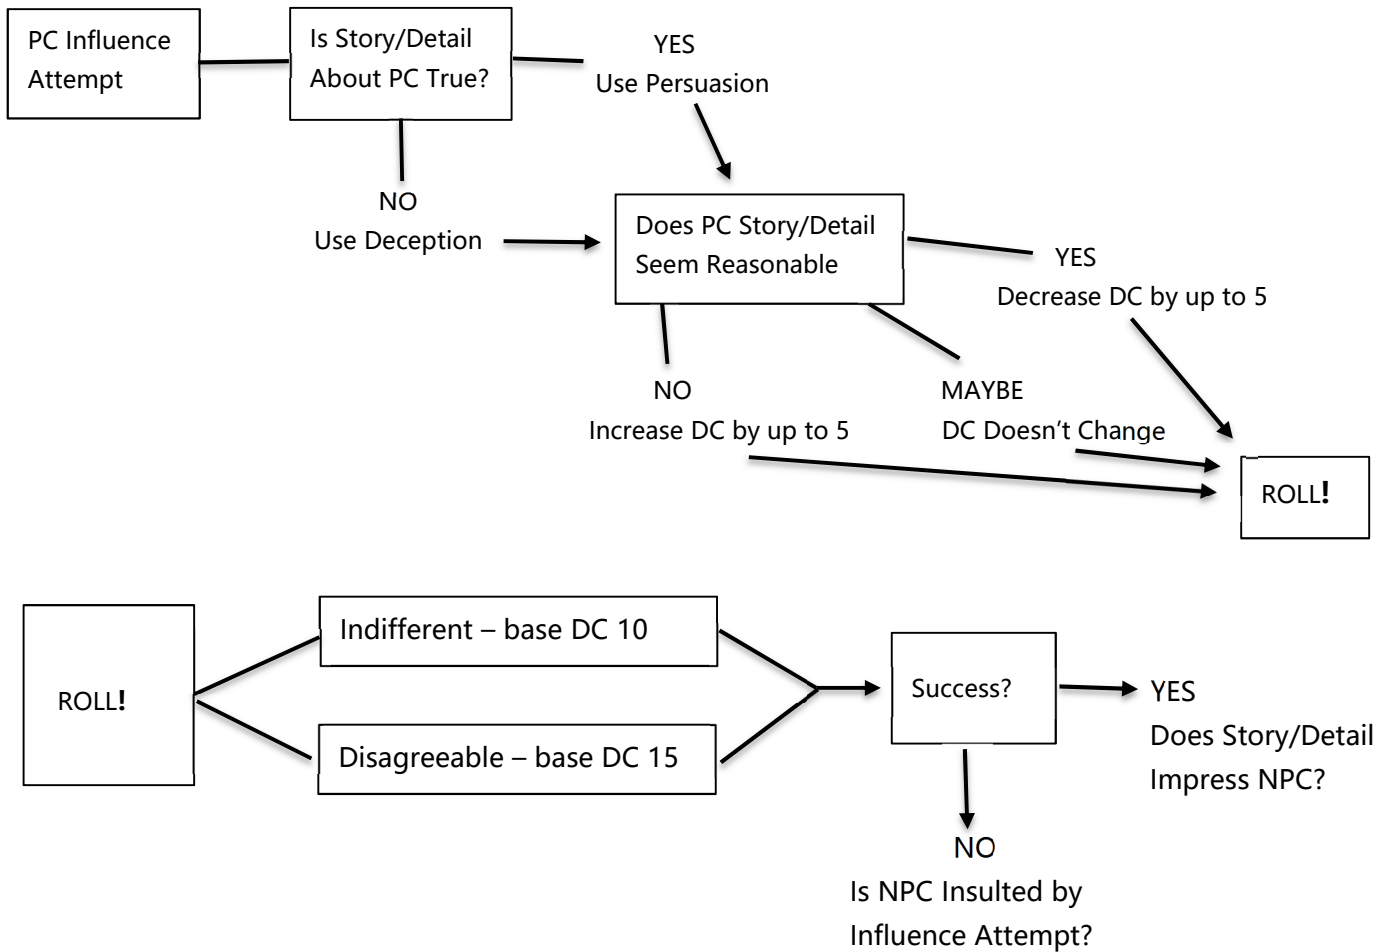 PC Influence
Attempt
Is Story/Detail
About PC True?
YES
Use Persuasion
NO
Use Deception
Does PC Story/Detail
Seem Reasonable
YES
Decrease DC by up to 5
NO
Increase DC by up to 5
MAYBE
DC Doesn't Change
ROLL!
ROLL!
Indifferent – base DC 10
Disagreeable – base DC 15
Success?
YES
Does Story/Detail
Impress NPC?
NO
Is NPC Insulted by
Influence Attempt?